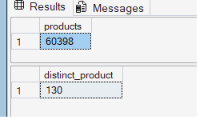 Results Messages
products
1 60398
distinct_product
1 130